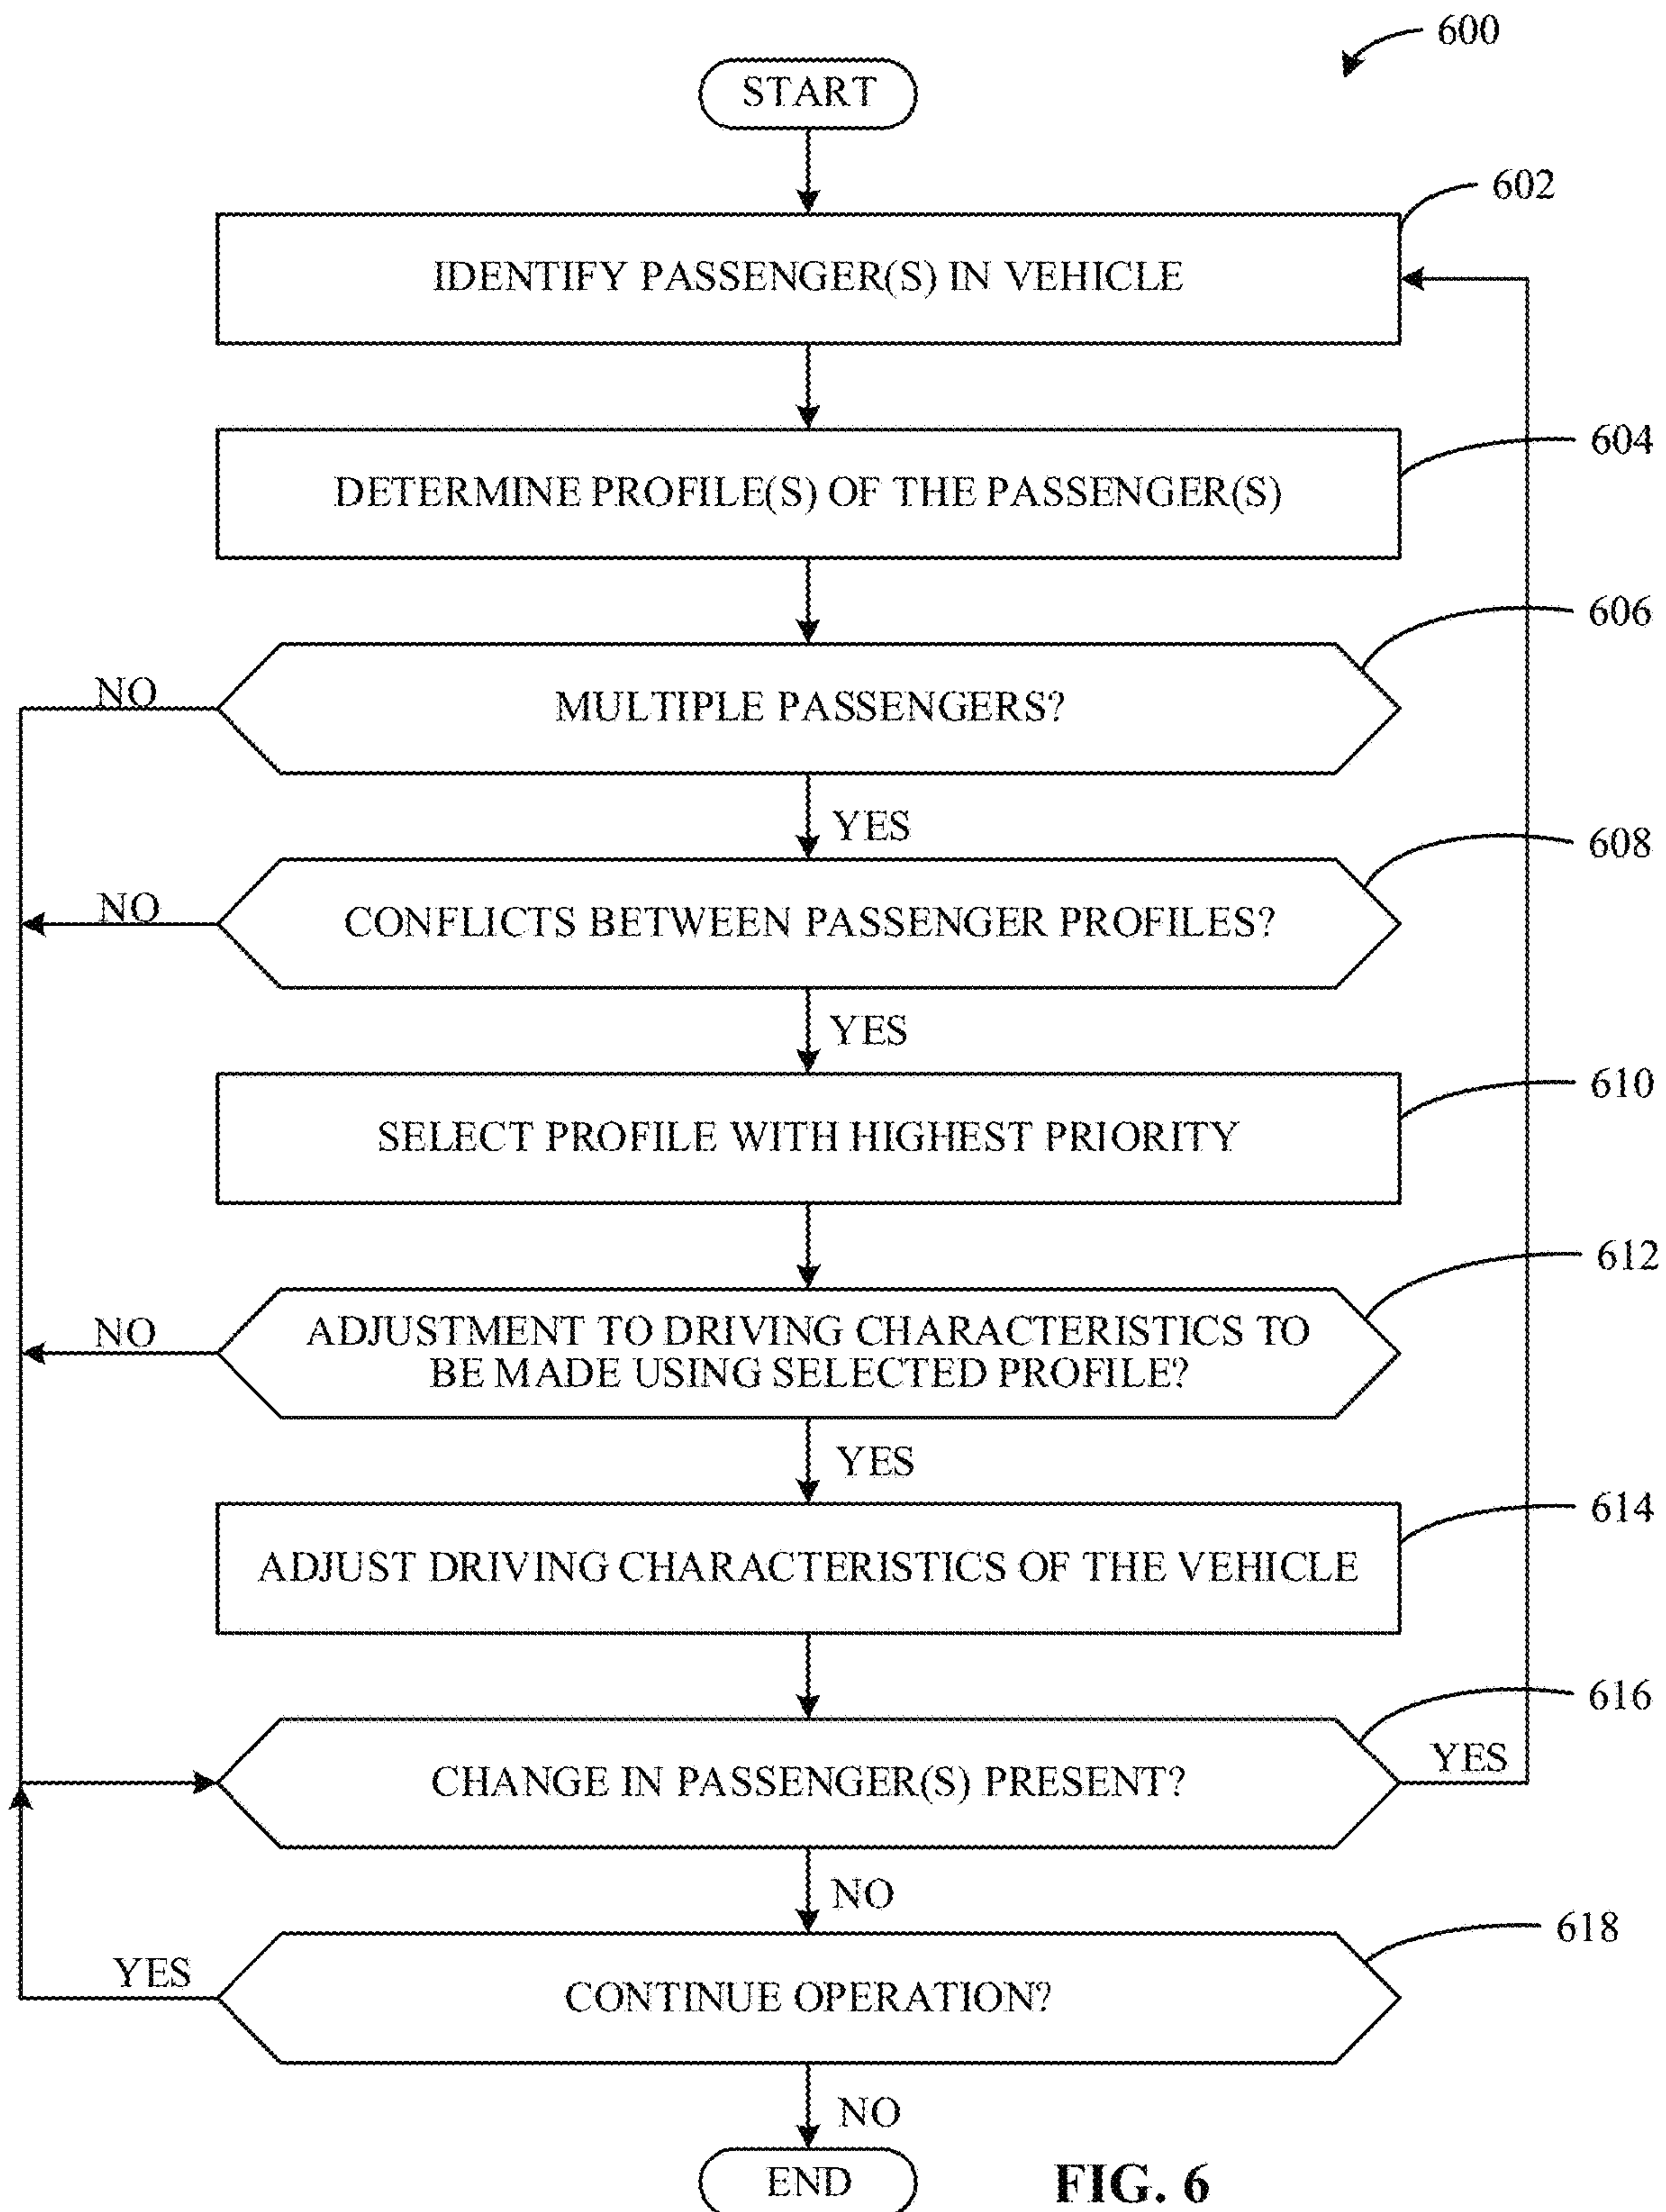 600
START
602
IDENTIFY PASSENGER(S) IN VEHICLE
604
DETERMINE PROFILE(S) OF THE PASSENGER(S)
606
NO
MULTIPLE PASSENGERS?
YES
608
NO
CONFLICTS BETWEEN PASSENGER PROFILES?
YES
610
SELECT PROFILE WITH HIGHEST PRIORITY
612
NO
ADJUSTMENT TO DRIVING CHARACTERISTICS TO
BE MADE USING SELECTED PROFILE?
YES
614
ADJUST DRIVING CHARACTERISTICS OF THE VEHICLE
616
CHANGE IN PASSENGER(S) PRESENT?
YES
NO
618
YES
CONTINUE OPERATION?
NO
END
FIG. 6